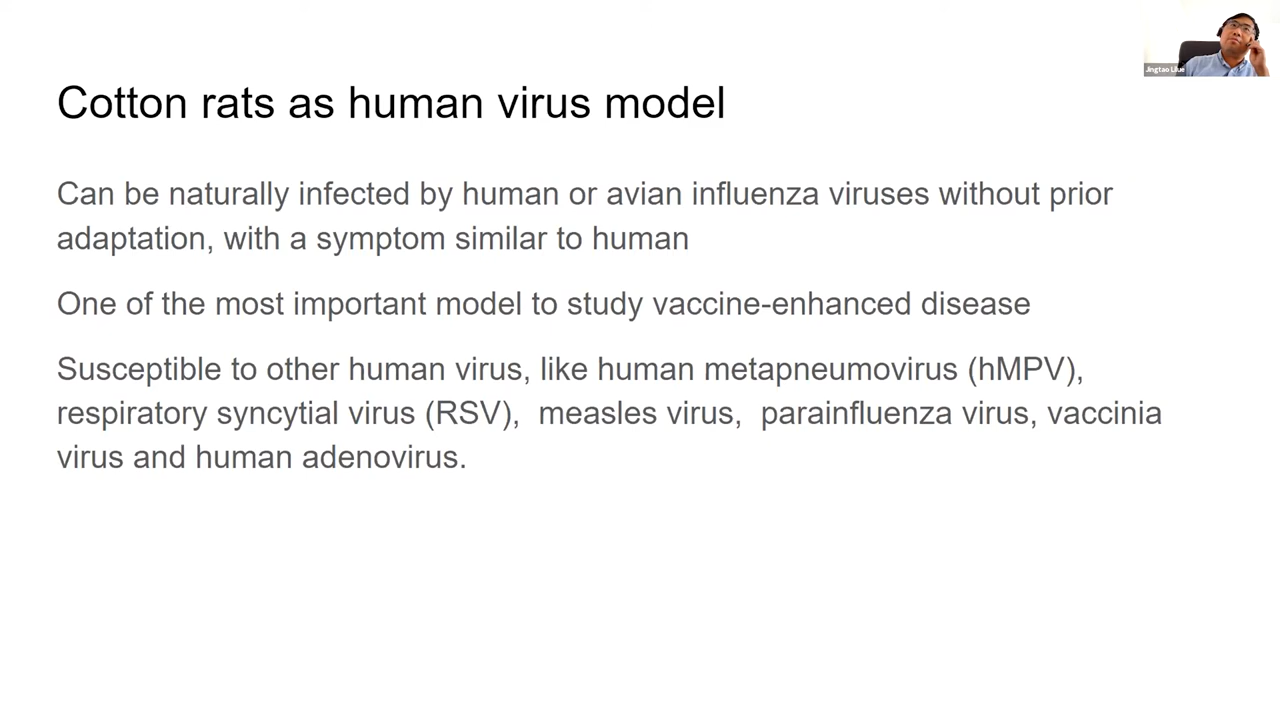 Jingtao Lilue
Cotton rats as human virus model
Can be naturally infected by human or avian influenza viruses without prior
adaptation, with a symptom similar to human
One of the most important model to study vaccine-enhanced disease
Susceptible to other human virus, like human metapneumovirus (hMPV),
respiratory syncytial virus (RSV),  measles virus,  parainfluenza virus, vaccinia
virus and human adenovirus.